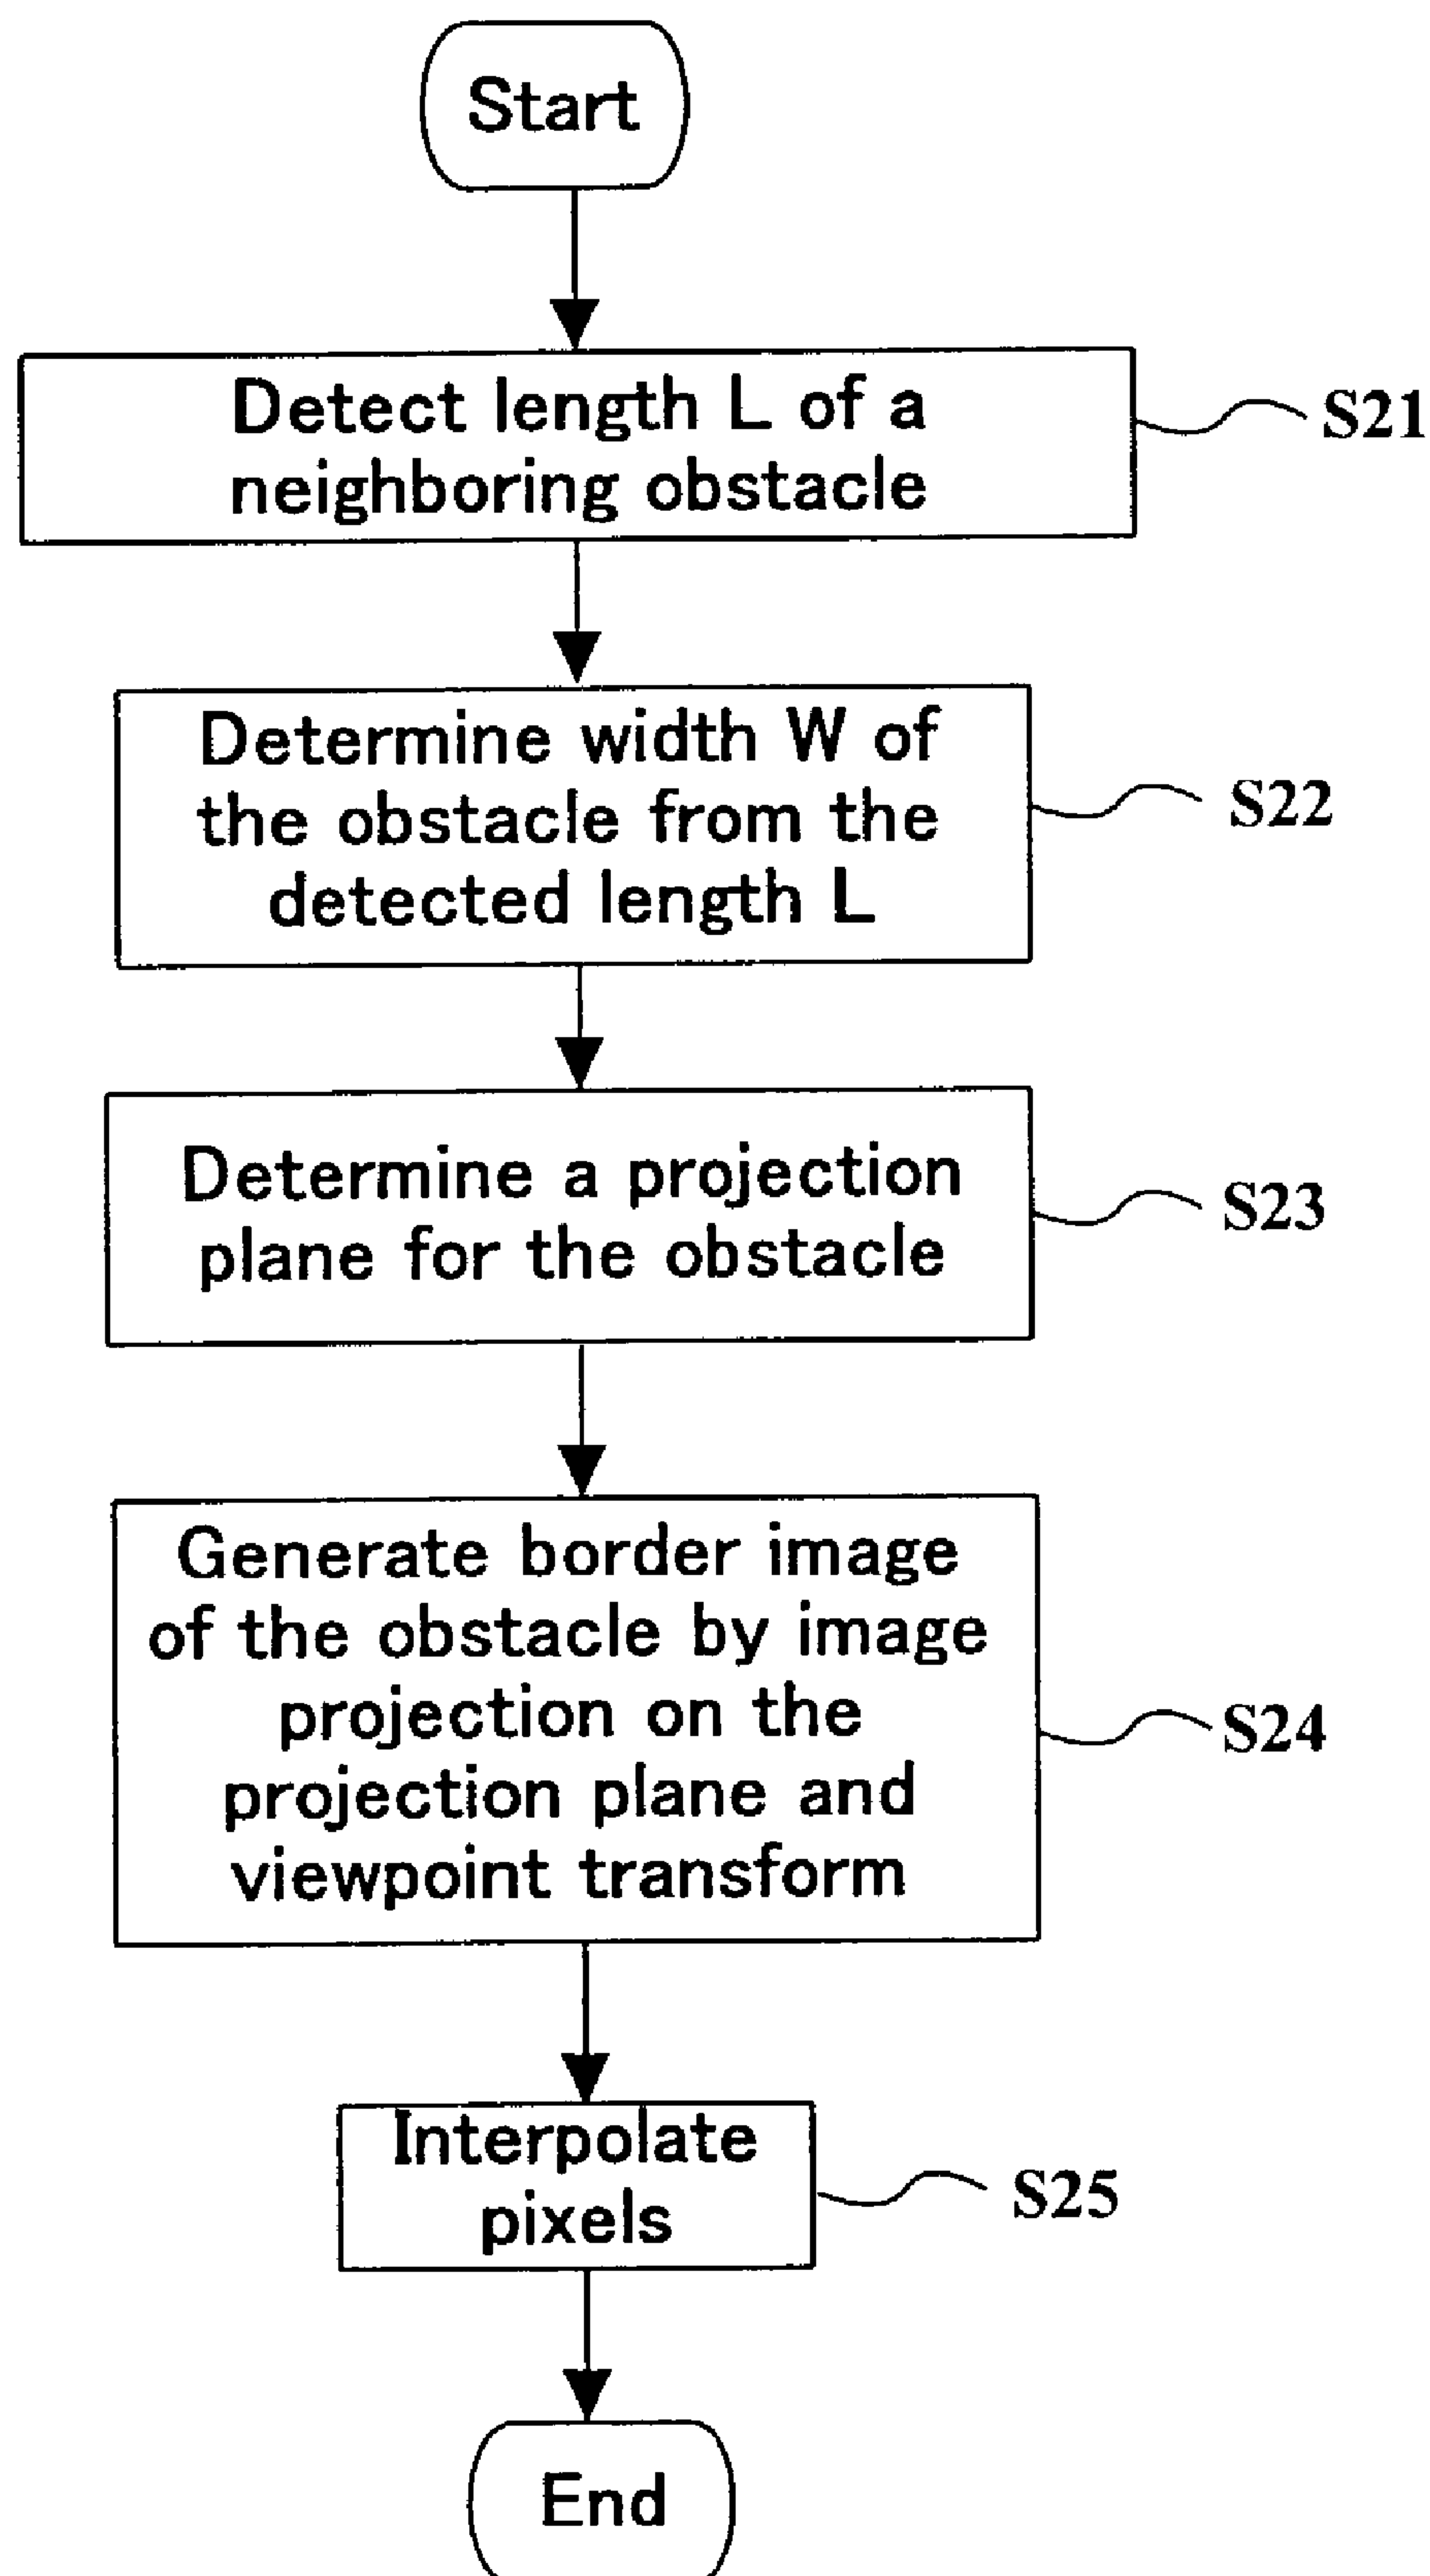 Start
Detect length L of a
neighboring obstacle
S21
Determine width W of
the obstacle from the
detected length L
S22
Determine a projection
plane for the obstacle
S23
Generate border image
of the obstacle by image
projection on the
projection plane and
viewpoint transform
S24
Interpolate
pixels
S25
End